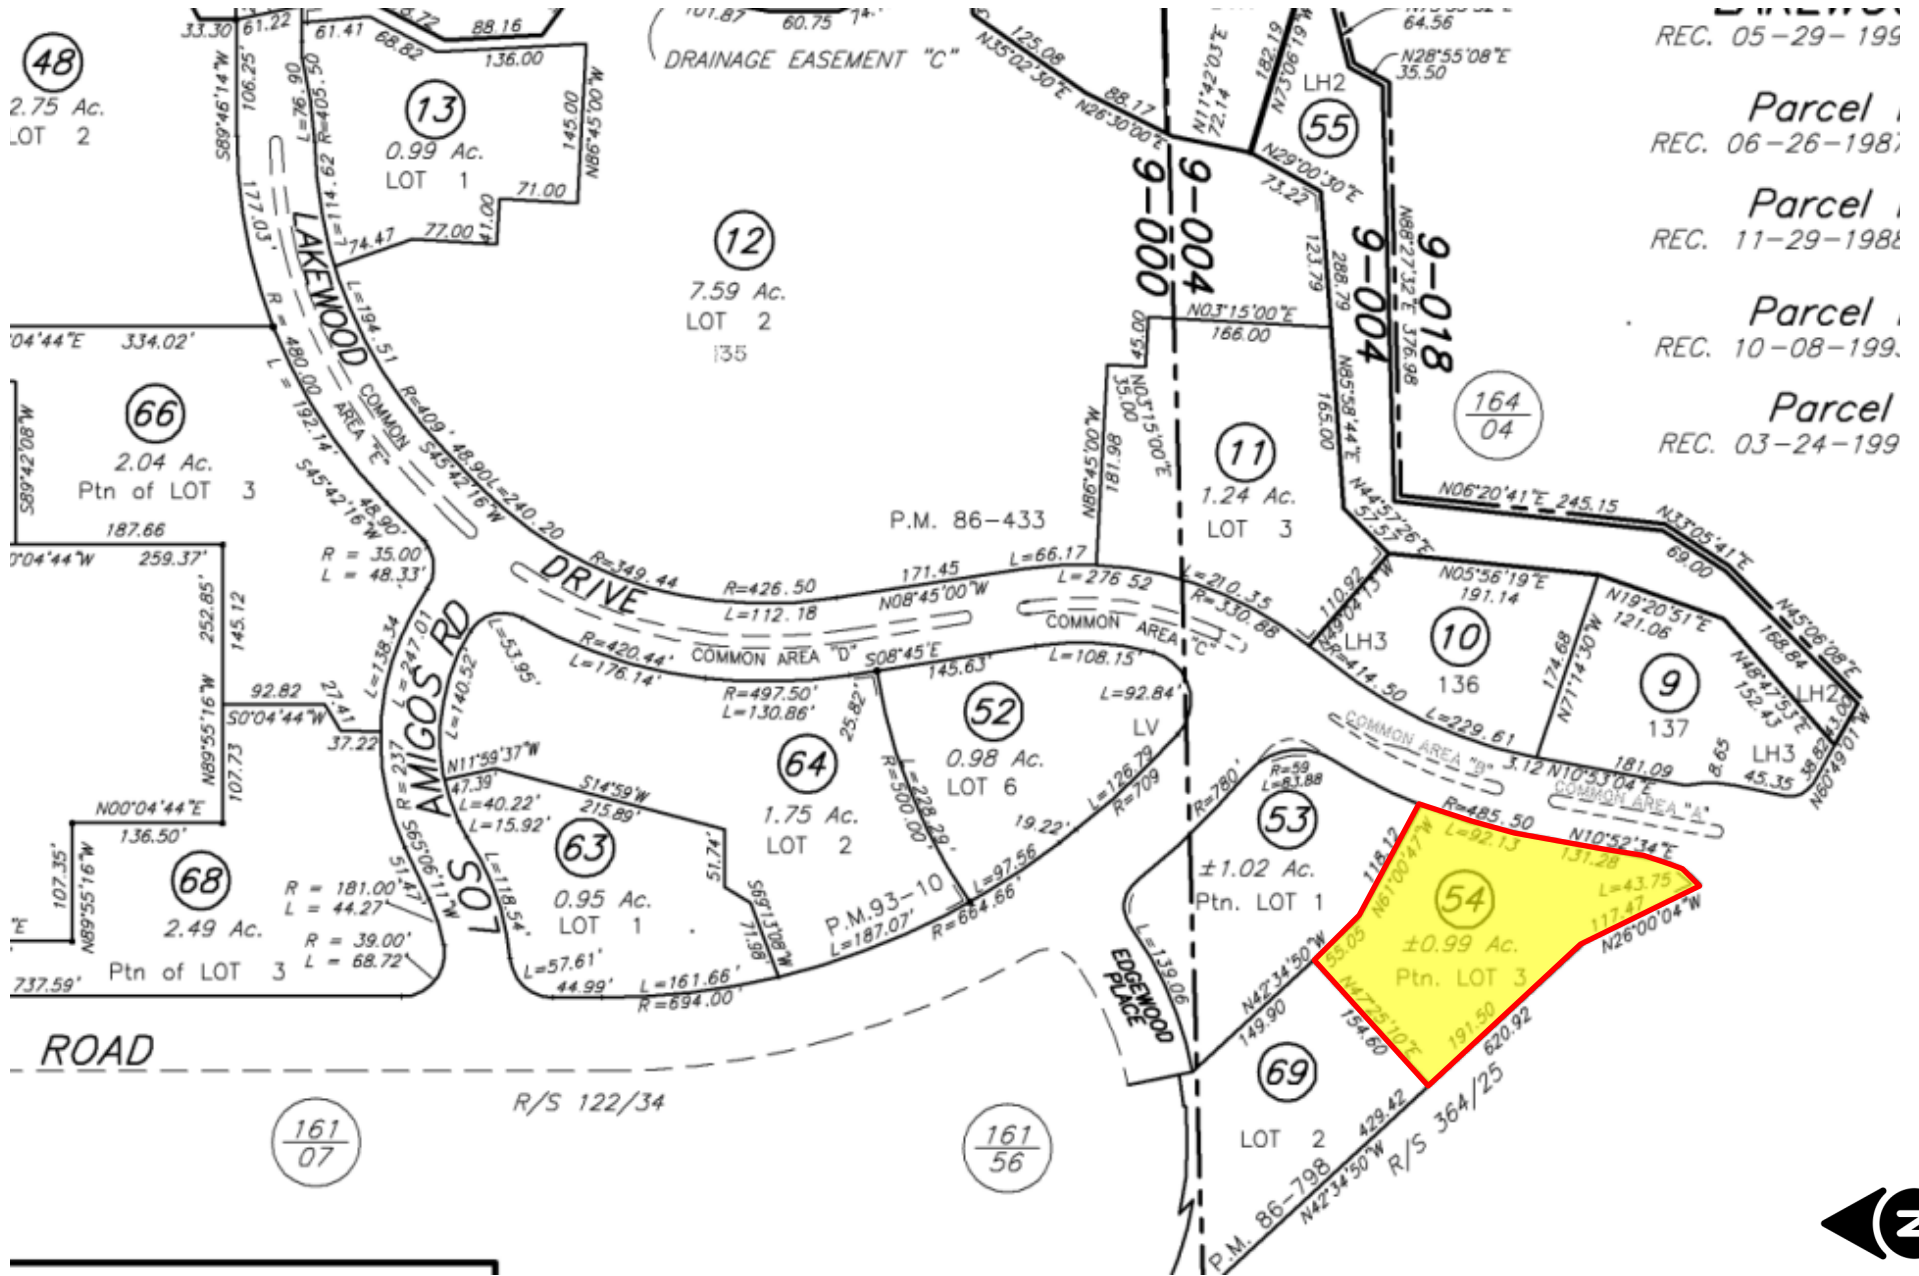 48
2.75 Ac.
LOT 2
33.30
61.22
61.41
68.82
88.16
136.00
S89°46'14"W
106.25'
L=76.90
R=405.50
L=114.62
13
0.99 Ac.
LOT 1
145.00
N86°45'00"W
71.00
41.00
77.00
74.47
177.03'
101.87
60.75
DRAINAGE EASEMENT "C"
125.08
N35°02'30"E
88.17
N26°30'00"E
N11°42'03"E
72.14
182.19
N73°06'19"W
LH2
55
64.56
N28°55'08"E
35.50
N29°00'30"E
73.22
9-000
9-004
9-004
9-018
123.79
288.79
N88°27'32"E 376.98
REC. 05-29-199
Parcel
REC. 06-26-1987
Parcel
REC. 11-29-1988
Parcel
REC. 10-08-199
Parcel
REC. 03-24-199
LAKEWOOD
DRIVE
12
7.59 Ac.
LOT 2
135
L=194.51
R=409'
48.90
S45°42'16"W
L=240.20
COMMON
AREA "E"
R = 480.00
L = 192.14'
S45°42'16"W
48.90'
04'44"E
334.02'
66
2.04 Ac.
Ptn of LOT 3
S89°42'08"W
187.66
0°04'44"W
259.37'
R = 35.00'
L = 48.33'
252.85'
145.12
N89°55'16"W
107.73
92.82
S0°04'44"W
27.41
37.22
L=138.34
L=247.01
R=237
N00°04'44"E
136.50'
107.35'
N89°55'16"W
68
2.49 Ac.
Ptn of LOT 3
R = 181.00'
L = 44.27'
R = 39.00'
L = 68.72'
S65°06'11"W
51.47'
737.59'
ROAD
LOS AMIGOS RD
L=53.95'
L=140.52'
R=349.44
R=426.50
L=112.18
171.45
N08°45'00"W
L=66.17
L=276.52
P.M. 86-433
COMMON AREA "D"
R=420.44'
L=176.14'
R=497.50'
L=130.86'
S08°45'E
145.63'
L=108.15'
L=92.84'
LV
COMMON AREA "C"
N03°15'00"E
166.00
45.00
N03°15'00"E
35.00
N86°45'00"W
181.98
11
1.24 Ac.
LOT 3
165.00
N85°58'44"E
164
04
N44°57'26"E
57.57
N06°20'41"E 245.15
N33°05'41"E
69.00
L=210.35
R=330.88
110.92
N49°04'13"W
LH3
N05°56'19"E
191.14
10
136
R=414.50
L=229.61
174.68
N71°14'30"W
N19°20'51"E
121.06
9
137
N45°06'08"E
168.84
N48°47'53"E
152.43
LH2
43.00
LH3
38.82
N60°49'01"W
8.65
45.35
3.12
N10°53'04"E
181.09
COMMON AREA "B"
COMMON AREA "A"
N11°59'37"W
47.39'
L=40.22'
L=15.92'
S14°59'W
215.89'
63
0.95 Ac.
LOT 1
L=118.54'
51.74'
S69°13'08"W
71.98'
L=57.61'
44.99'
L=161.66'
R=694.00'
64
1.75 Ac.
LOT 2
25.82'
L=228.29'
R=500.00'
P.M.93-10
L=187.07'
R=664.66'
L=97.56
19.22'
52
0.98 Ac.
LOT 6
L=126.79
R=709
R=780'
R=59
L=83.88
53
±1.02 Ac.
Ptn. LOT 1
L=139.06
EDGEWOOD
PLACE
N42°34'50"W
149.90
118.12
N61°00'47"W
55.05
R=485.50
L=92.13
N10°52'34"E
131.28
L=43.75
117.47
N26°00'04"W
54
±0.99 Ac.
Ptn. LOT 3
N47°25'10"E
154.60
191.50
620.92
69
LOT 2
429.42
P.M. 86-798
N42°34'50"W
R/S 364/25
R/S 122/34
161
07
161
56
N